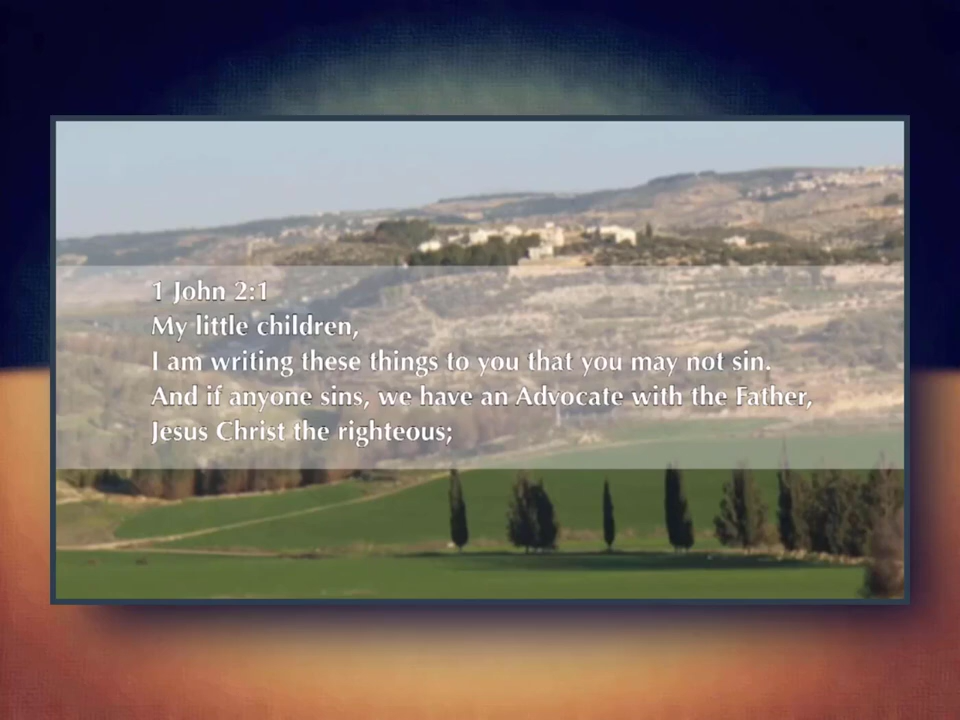 1 John 2:1
My little children,
I am writing these things to you that you may not sin.
And if anyone sins, we have an Advocate with the Father,
Jesus Christ the righteous;